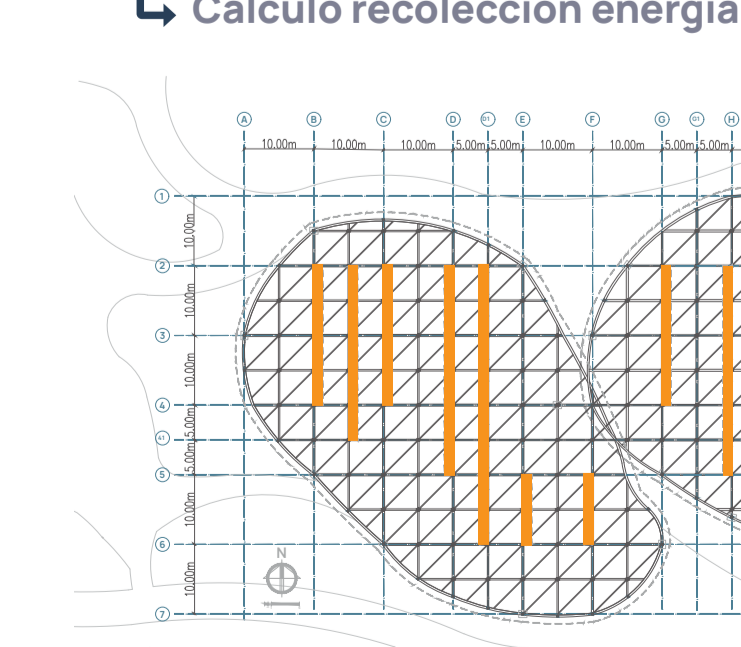 Cálculo recolección energía
A B C D D1 E F G G1 H
10.00m 10.00m 10.00m 5.00m 5.00m 10.00m 10.00m 5.00m 5.00m
1
10.00m
2
10.00m
3
10.00m
4
5.00m
41
5.00m
5
10.00m
6
N
10.00m
7